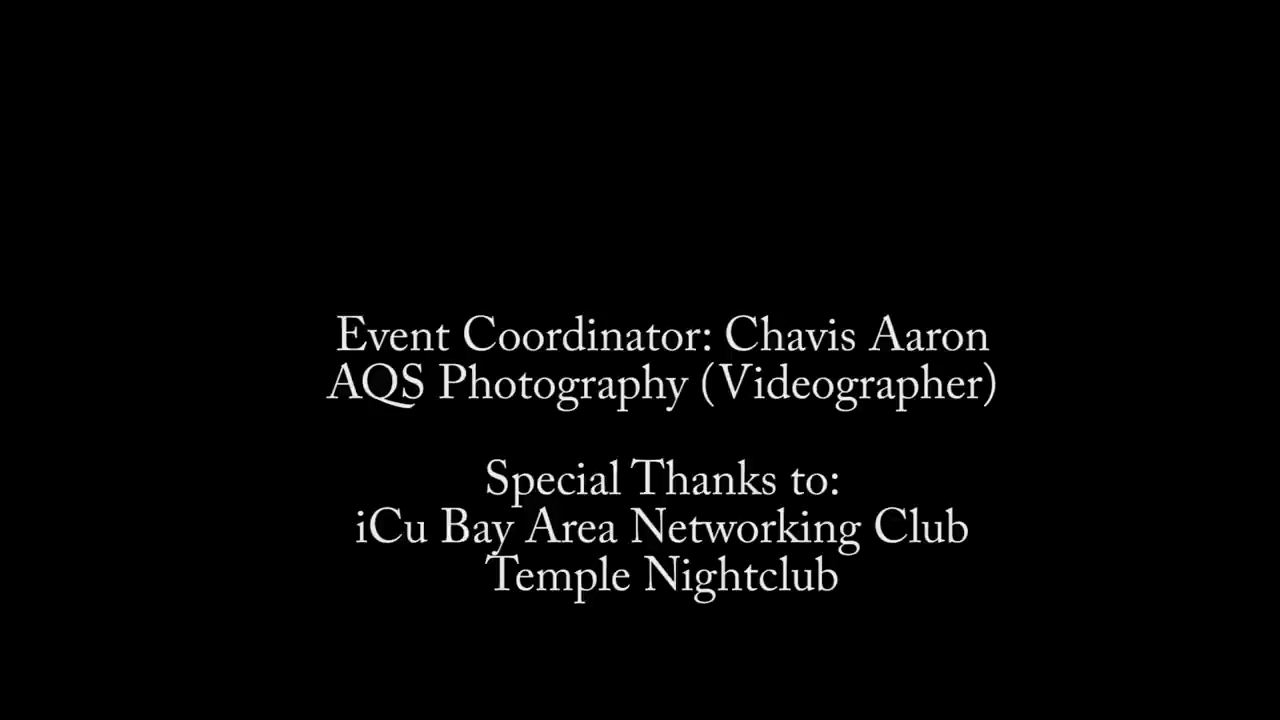 Event Coordinator: Chavis Aaron
AQS Photography (Videographer)
Special Thanks to:
iCu Bay Area Networking Club
Temple Nightclub